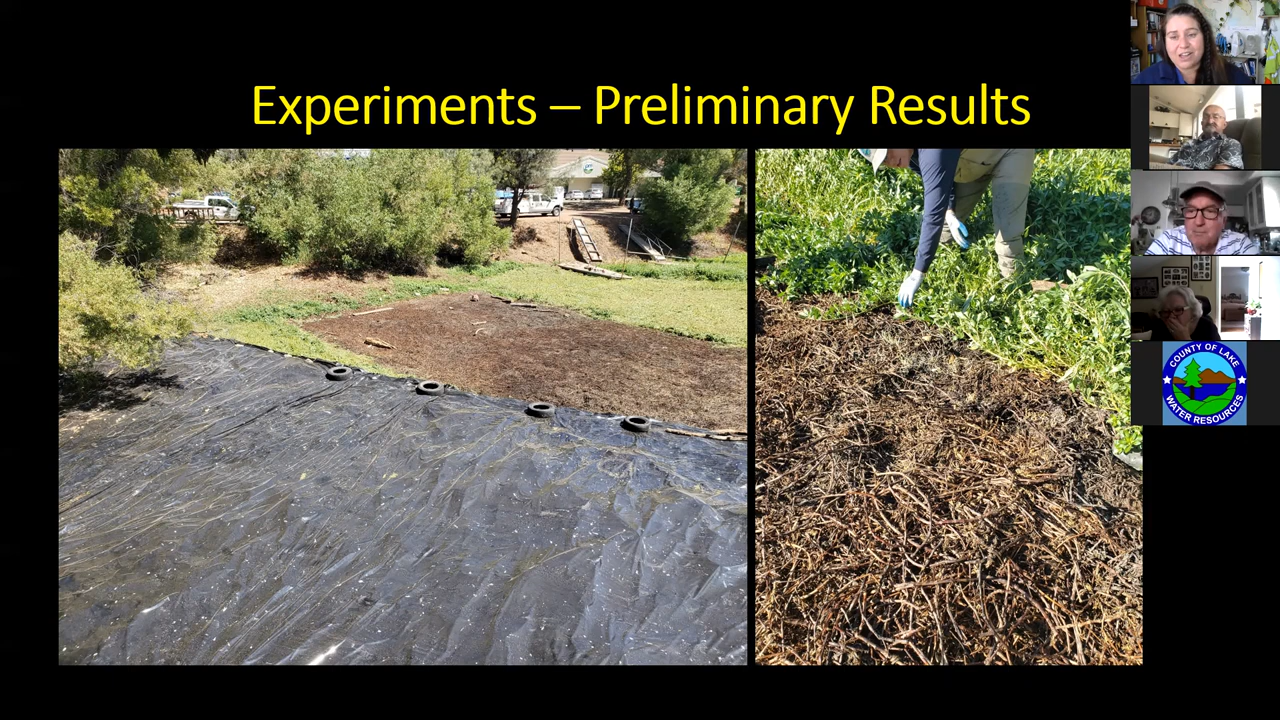 Experiments – Preliminary Results
COUNTY OF LAKE
WATER RESOURCES